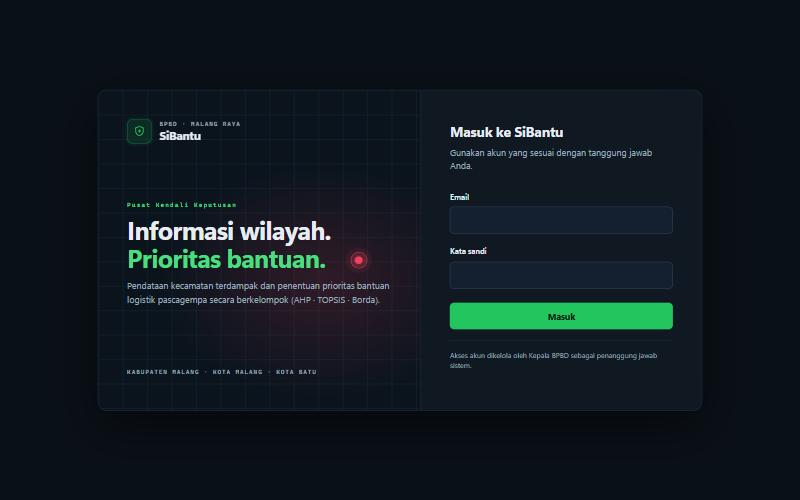 BPBD · MALANG RAYA
SiBantu
Pusat Kendali Keputusan
Informasi wilayah.
Prioritas bantuan.
Pendataan kecamatan terdampak dan penentuan prioritas bantuan
logistik pascagempa secara berkelompok (AHP · TOPSIS · Borda).
KABUPATEN MALANG · KOTA MALANG · KOTA BATU
Masuk ke SiBantu
Gunakan akun yang sesuai dengan tanggung jawab
Anda.
Email
Kata sandi
Masuk
Akses akun dikelola oleh Kepala BPBD sebagai penanggung jawab
sistem.